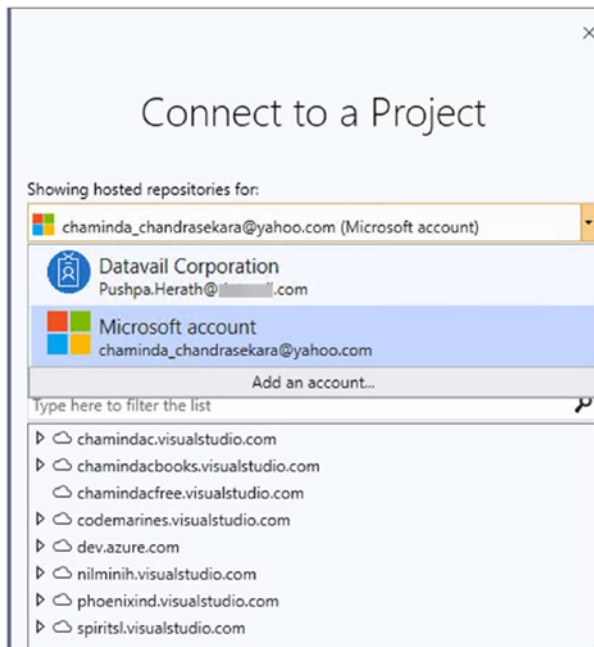 Connect to a Project
Showing hosted repositories for:
chaminda_chandrasekara@yahoo.com (Microsoft account)
Datavail Corporation
Pushpa.Herath@ .com
Microsoft account
chaminda_chandrasekara@yahoo.com
Add an account...
Type here to filter the list
chamindac.visualstudio.com
chamindacbooks.visualstudio.com
chamindacfree.visualstudio.com
codemarines.visualstudio.com
dev.azure.com
nilminih.visualstudio.com
phoenixind.visualstudio.com
spiritsl.visualstudio.com